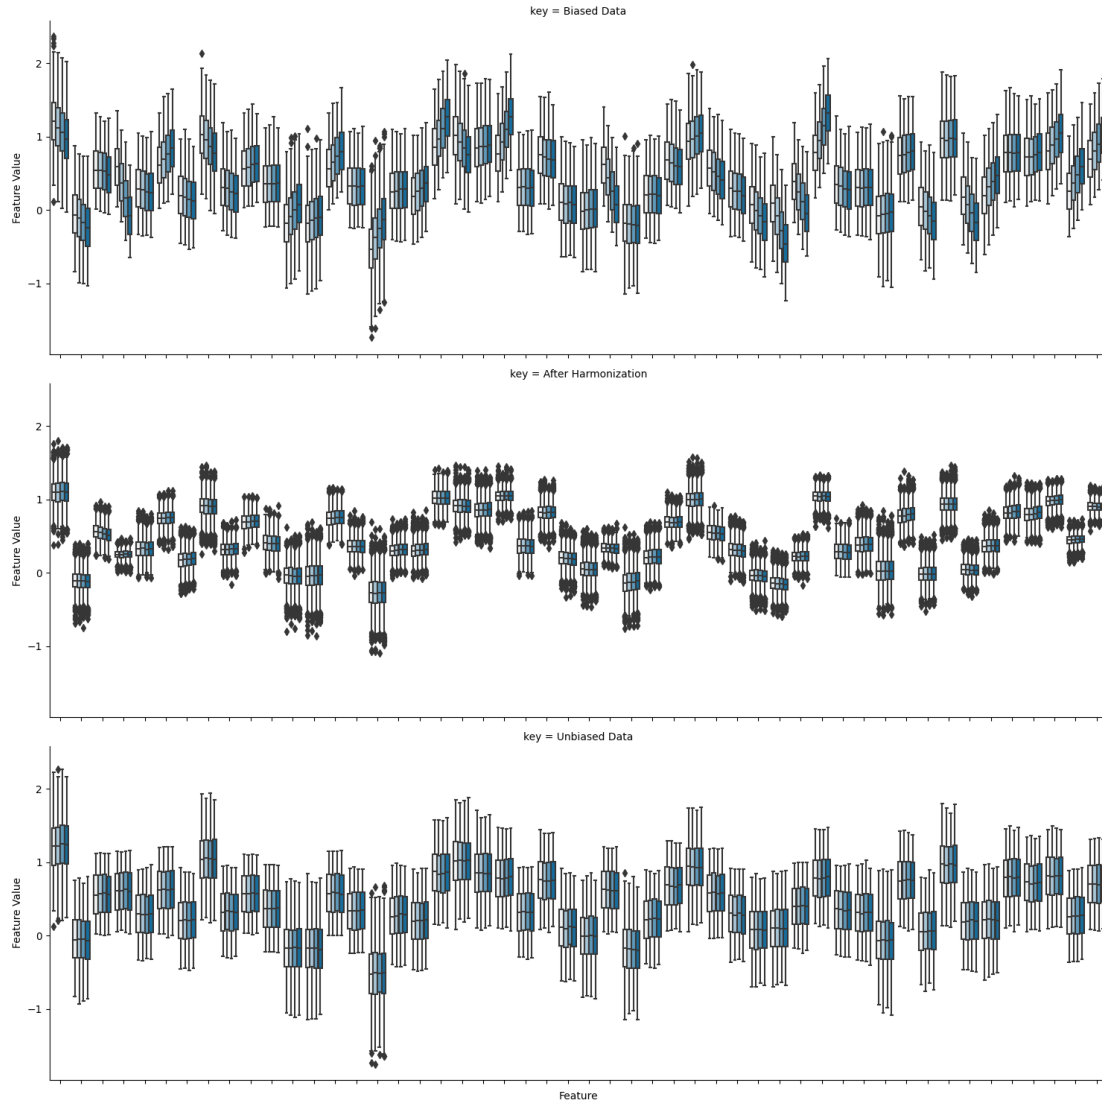 key = Biased Data
2
1
0
−1
Feature Value
key = After Harmonization
2
1
0
−1
Feature Value
key = Unbiased Data
2
1
0
−1
Feature Value
Feature